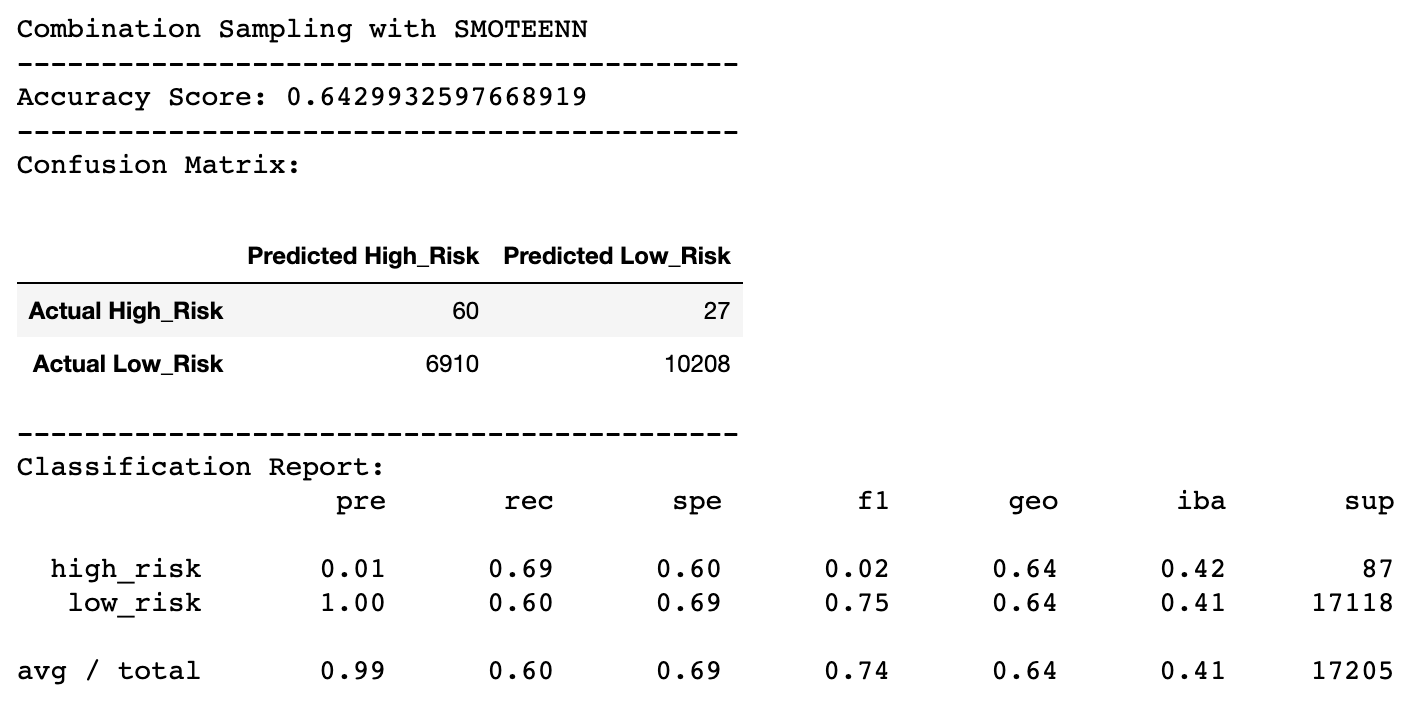 Combination Sampling with SMOTEENN
-------------------------------------------
Accuracy Score: 0.6429932597668919
-------------------------------------------
Confusion Matrix:
Predicted High_Risk Predicted Low_Risk
Actual High_Risk 60 27
Actual Low_Risk 6910 10208
-------------------------------------------
Classification Report:
pre rec spe f1 geo iba sup
high_risk 0.01 0.69 0.60 0.02 0.64 0.42 87
low_risk 1.00 0.60 0.69 0.75 0.64 0.41 17118
avg / total 0.99 0.60 0.69 0.74 0.64 0.41 17205